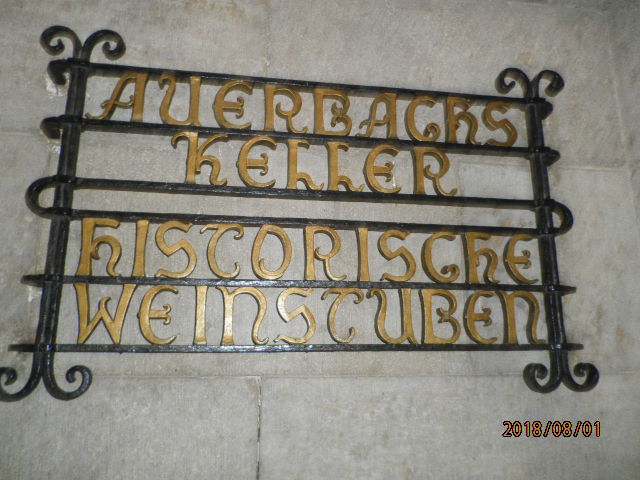 AUERBACHS
KELLER
HISTORISCHE
WEINSTUBEN
2018/08/01